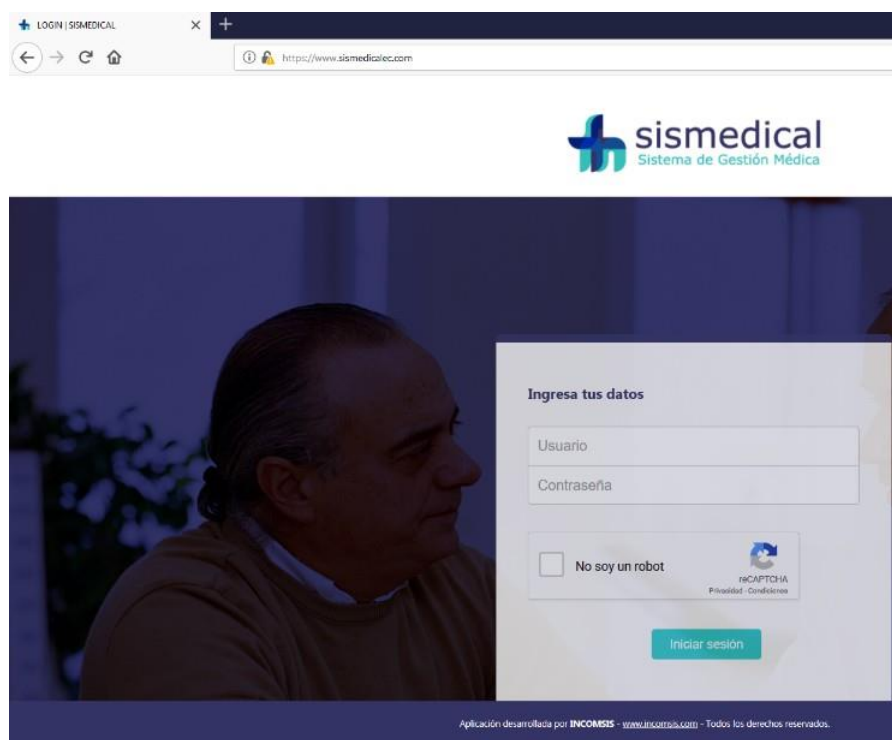 LOGIN | SISMEDICAL
https://www.sismedicalec.com
sismedical
Sistema de Gestión Médica
Ingresa tus datos
Usuario
Contraseña
No soy un robot
reCAPTCHA
Privacidad - Condiciones
Iniciar sesión
Aplicación desarrollada por INCOMSIS - www.incomsis.com - Todos los derechos reservados.